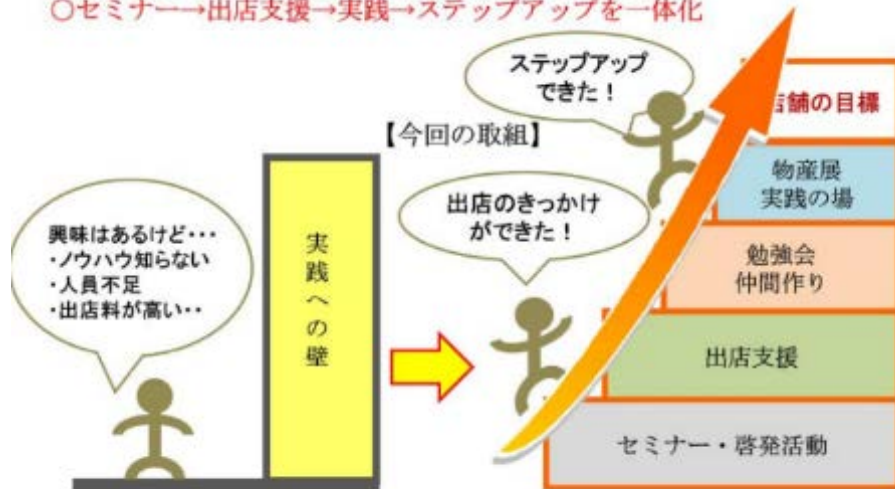 ○セミナー→出店支援→実践→ステップアップを一体化
ステップアップ
できた！
【今回の取組】
店舗の目標
物産展
実践の場
出店のきっかけ
ができた！
興味はあるけど・・・
・ノウハウ知らない
・人員不足
・出店料が高い・・
実践への壁
勉強会
仲間作り
出店支援
セミナー・啓発活動